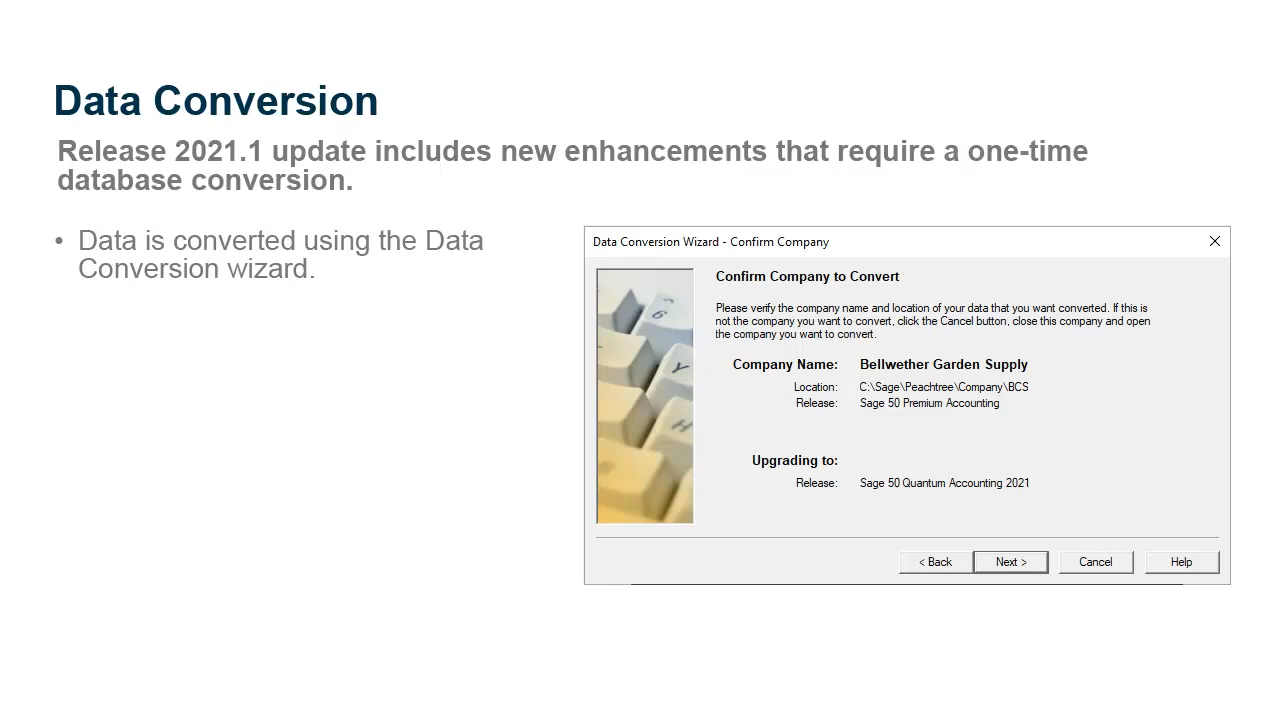 Data Conversion
Release 2021.1 update includes new enhancements that require a one-time
database conversion.
• Data is converted using the Data
Conversion wizard.
Data Conversion Wizard - Confirm Company
Confirm Company to Convert
Please verify the company name and location of your data that you want converted. If this is
not the company you want to convert, click the Cancel button, close this company and open
the company you want to convert.
Company Name: Bellwether Garden Supply
Location: C:\Sage\Peachtree\Company\BCS
Release: Sage 50 Premium Accounting
Upgrading to:
Release: Sage 50 Quantum Accounting 2021
< Back Next > Cancel Help
6
Y
H